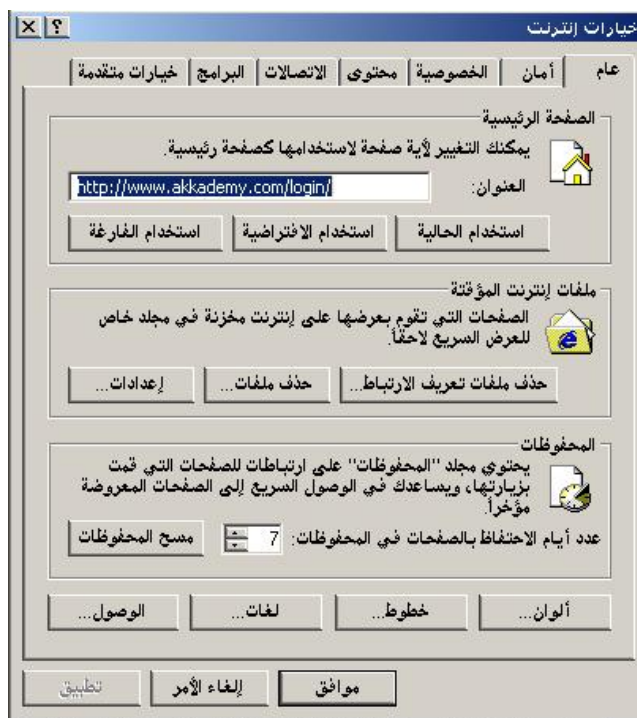 خيارات إنترنت
عام أمان الخصوصية محتوى الاتصالات البرامج خيارات متقدمة
الصفحة الرئيسية
يمكنك التغيير لأية صفحة لاستخدامها كصفحة رئيسية.
العنوان: http://www.akkademy.com/login/
استخدام الحالية استخدام الافتراضية استخدام الفارغة
ملفات إنترنت المؤقتة
الصفحات التي تقوم بعرضها على إنترنت مخزنة في مجلد خاص
للعرض السريع لاحقاً.
حذف ملفات تعريف الارتباط... حذف ملفات... إعدادات...
المحفوظات
يحتوي مجلد "المحفوظات" على ارتباطات للصفحات التي قمت
بزيارتها، ويساعدك في الوصول السريع إلى الصفحات المعروضة
مؤخراً.
عدد أيام الاحتفاظ بالصفحات في المحفوظات: 7 مسح المحفوظات
ألوان... خطوط... لغات... الوصول...
موافق إلغاء الأمر تطبيق